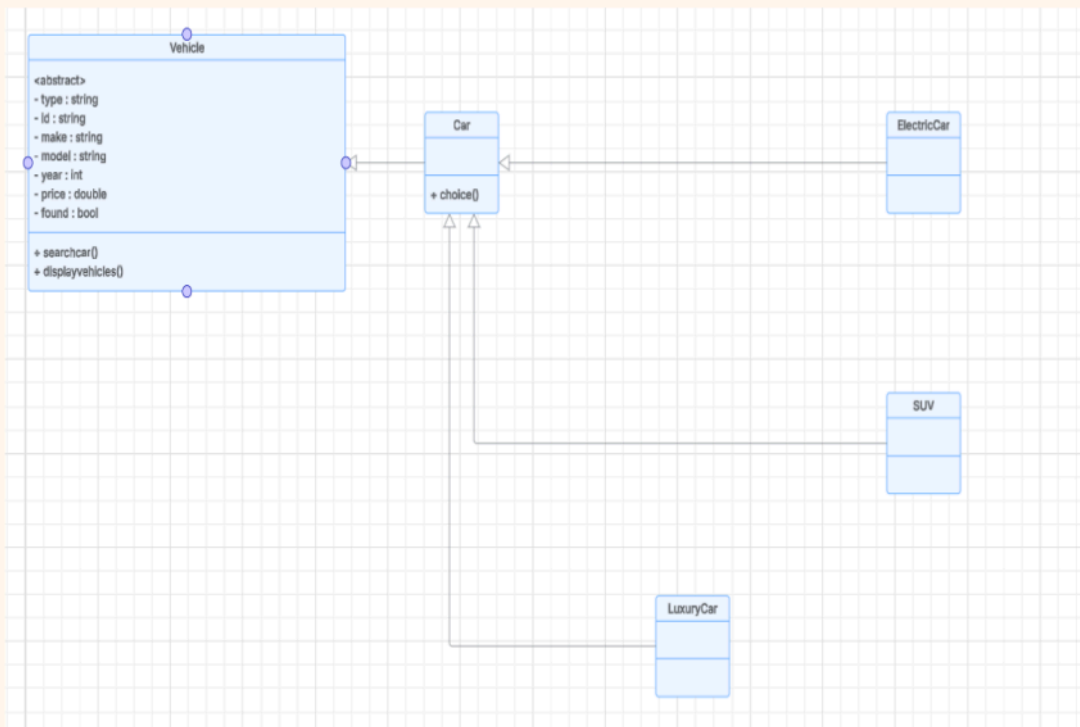 Vehicle
<abstract>
- type : string
- id : string
- make : string
- model : string
- year : int
- price : double
- found : bool
+ searchcar()
+ displayvehicles()
Car
+ choice()
ElectricCar
SUV
LuxuryCar